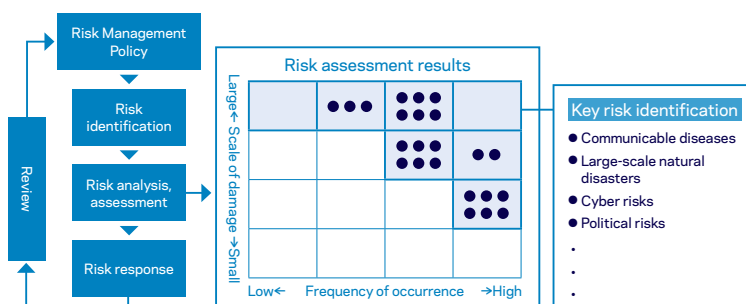 Risk Management
Policy
Risk
identification
Risk analysis,
assessment
Risk response
Review
Risk assessment results
Large← Scale of damage →Small
Low← Frequency of occurrence →High
Key risk identification
● Communicable diseases
● Large-scale natural
disasters
● Cyber risks
● Political risks
·
·
·